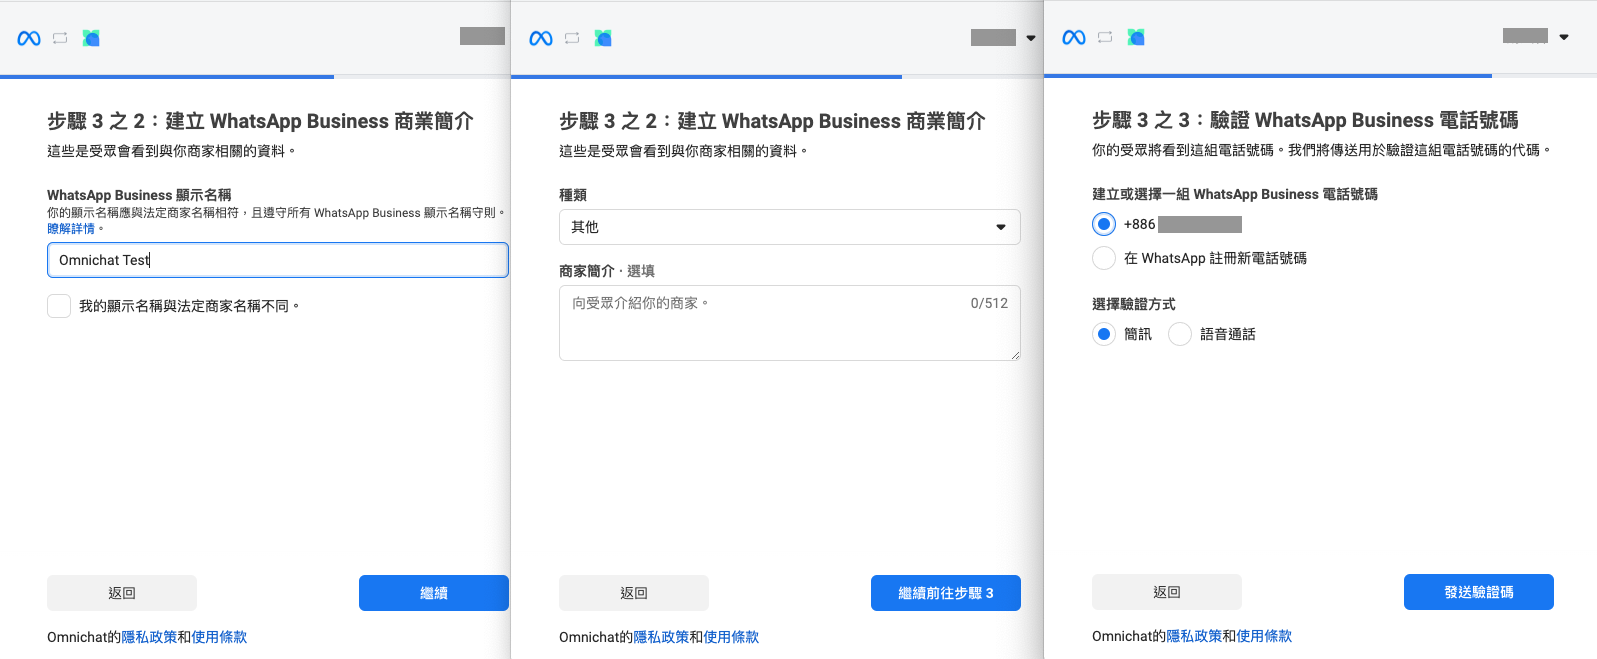 步驟 3 之 2：建立 WhatsApp Business 商業簡介
這些是受眾會看到與你商家相關的資料。
WhatsApp Business 顯示名稱
你的顯示名稱應與法定商家名稱相符，且遵守所有 WhatsApp Business 顯示名稱守則。
瞭解詳情。
Omnichat Test
我的顯示名稱與法定商家名稱不同。
返回
繼續
Omnichat的隱私政策和使用條款
步驟 3 之 2：建立 WhatsApp Business 商業簡介
這些是受眾會看到與你商家相關的資料。
種類
其他
商家簡介 · 選填
向受眾介紹你的商家。
0/512
返回
繼續前往步驟 3
Omnichat的隱私政策和使用條款
步驟 3 之 3：驗證 WhatsApp Business 電話號碼
你的受眾將看到這組電話號碼。我們將傳送用於驗證這組電話號碼的代碼。
建立或選擇一組 WhatsApp Business 電話號碼
+886
在 WhatsApp 註冊新電話號碼
選擇驗證方式
簡訊
語音通話
返回
發送驗證碼
Omnichat的隱私政策和使用條款